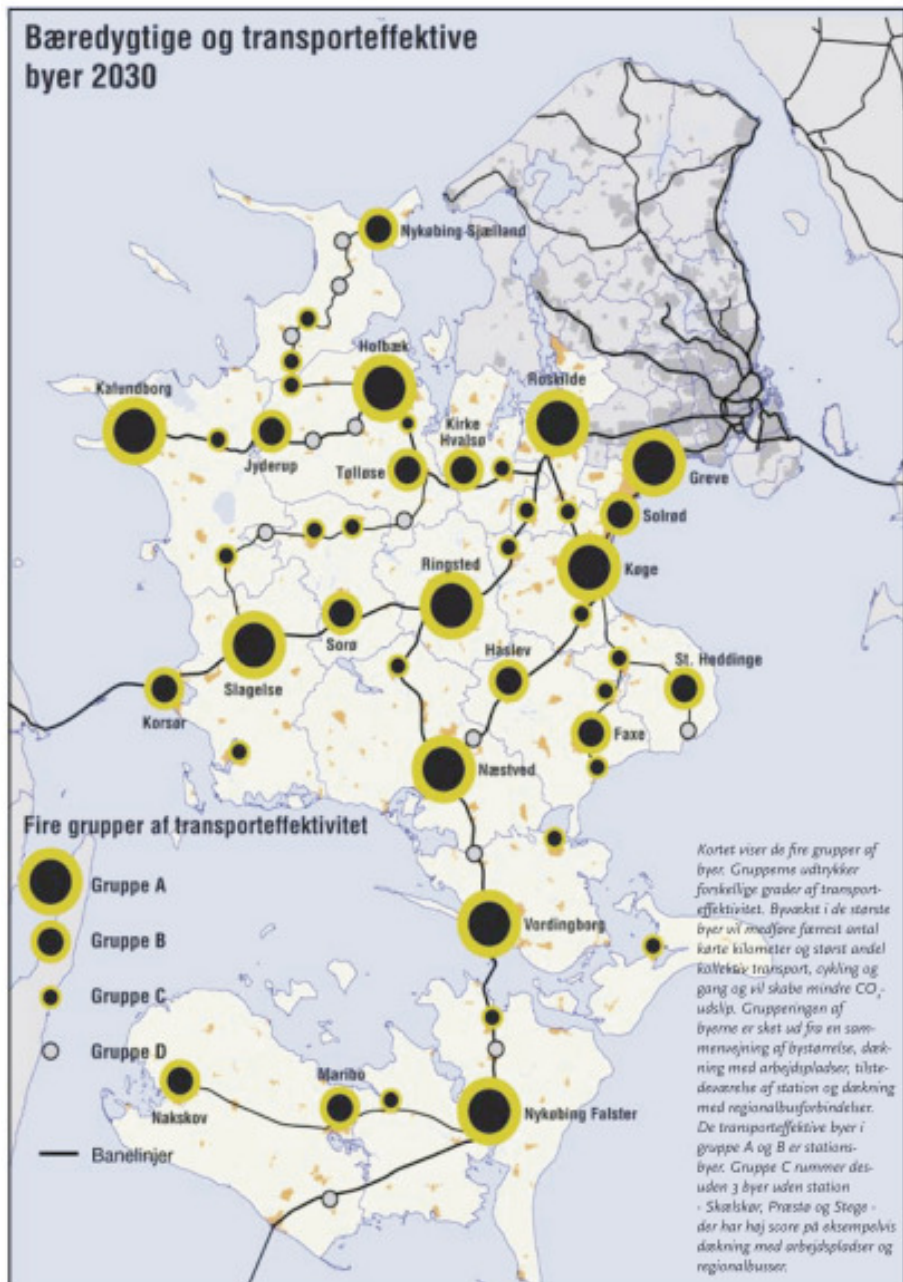 Bæredygtige og transporteffektive
byer 2030
Nykøbing Sjælland
Holbæk
Kalundborg
Roskilde
Kirke
Hvalsø
Jyderup
Tølløse
Greve
Solrød
Ringsted
Køge
Sorø
Haslev
St. Heddinge
Slagelse
Korsør
Faxe
Næstved
Fire grupper af transporteffektivitet
Gruppe A
Gruppe B
Gruppe C
Gruppe D
Vordingborg
Maribo
Nakskov
Nykøbing Falster
Banelinjer
Kortet viser de fire grupper af
byer. Grupperne udtrykker
forskellige grader af transport-
effektivitet. Byvækst i de største
byer vil medføre færrest antal
kørte kilometer og størst andel
kollektiv transport, cykling og
gang og vil skabe mindre CO₂-
udslip. Grupperingen af
byerne er sket ud fra en sam-
menvejning af bystørrelse, dæk-
ning med arbejdspladser, tilste-
deværelse af station og dækning
med regionalbusforbindelser.
De transporteffektive byer i
gruppe A og B er stations-
byer. Gruppe C rummer des-
uden 3 byer uden station
- Skælskør, Præstø og Stege -
der har høj score på eksempelvis
dækning med arbejdspladser og
regionalbusser.